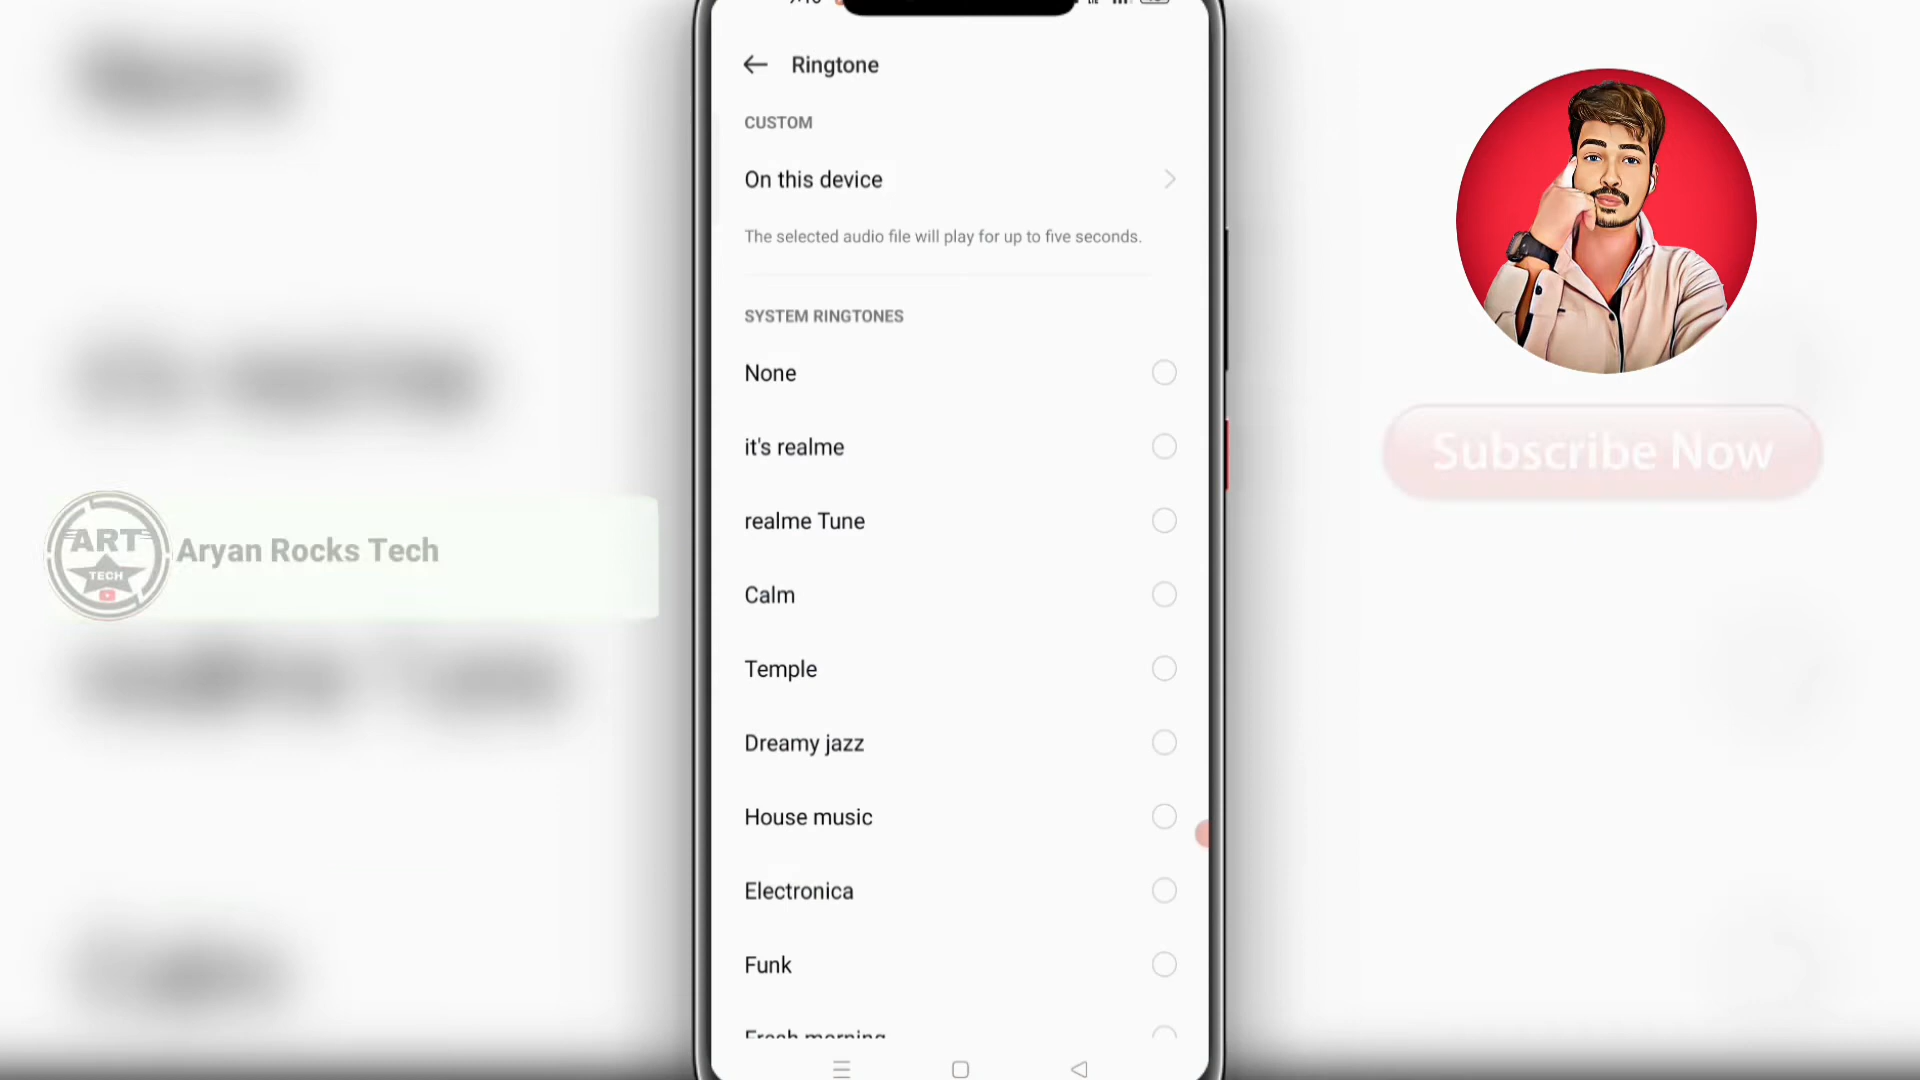 Ringtone
CUSTOM
On this device
The selected audio file will play for up to five seconds.
SYSTEM RINGTONES
None
it's realme
realme Tune
Calm
Temple
Dreamy jazz
House music
Electronica
Funk
Fresh morning
ART
TECH
Aryan Rocks Tech
Subscribe Now